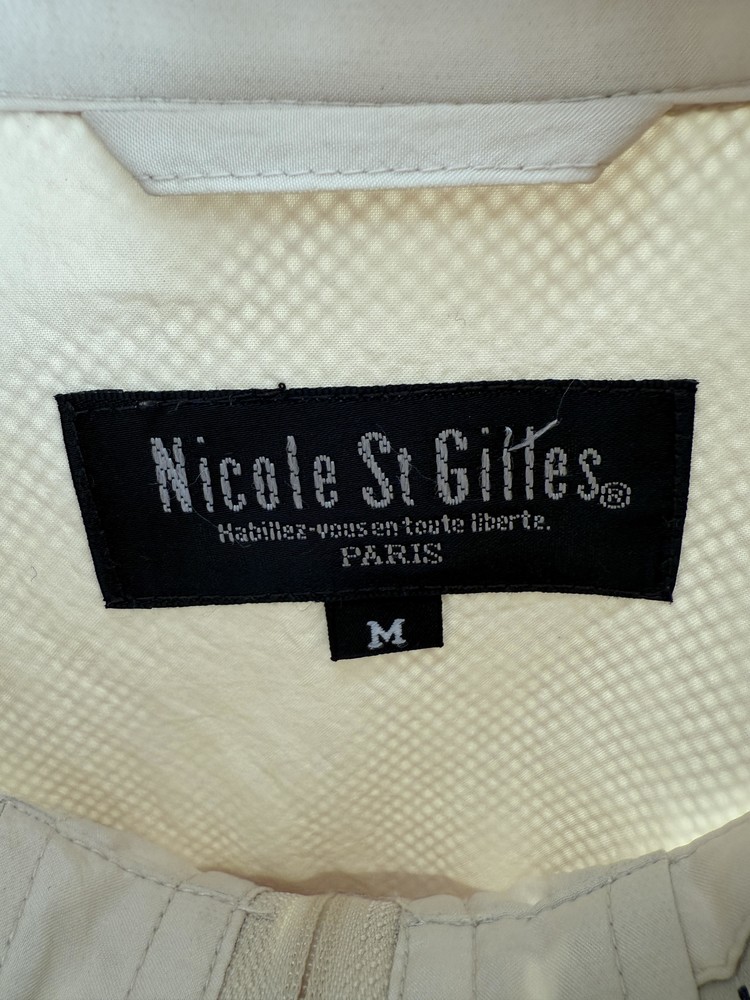 Nicole St Gilles®
Habillez-vous en toute liberte.
PARIS
M